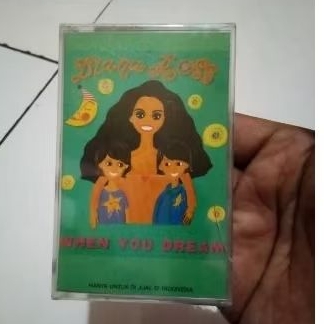 Diana Ross
WHEN YOU DREAM
HANYA UNTUK DI JUAL DI INDONESIA